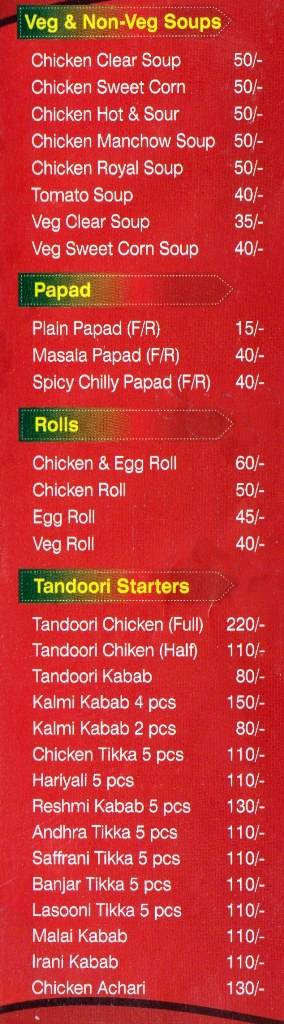 Veg & Non-Veg Soups
Chicken Clear Soup 50/-
Chicken Sweet Corn 50/-
Chicken Hot & Sour 50/-
Chicken Manchow Soup 50/-
Chicken Royal Soup 50/-
Tomato Soup 40/-
Veg Clear Soup 35/-
Veg Sweet Corn Soup 40/-
Papad
Plain Papad (F/R) 15/-
Masala Papad (F/R) 40/-
Spicy Chilly Papad (F/R) 40/-
Rolls
Chicken & Egg Roll 60/-
Chicken Roll 50/-
Egg Roll 45/-
Veg Roll 40/-
Tandoori Starters
Tandoori Chicken (Full) 220/-
Tandoori Chiken (Half) 110/-
Tandoori Kabab 80/-
Kalmi Kabab 4 pcs 150/-
Kalmi Kabab 2 pcs 80/-
Chicken Tikka 5 pcs 110/-
Hariyali 5 pcs 110/-
Reshmi Kabab 5 pcs 130/-
Andhra Tikka 5 pcs 110/-
Saffrani Tikka 5 pcs 110/-
Banjar Tikka 5 pcs 110/-
Lasooni Tikka 5 pcs 110/-
Malai Kabab 110/-
Irani Kabab 110/-
Chicken Achari 130/-